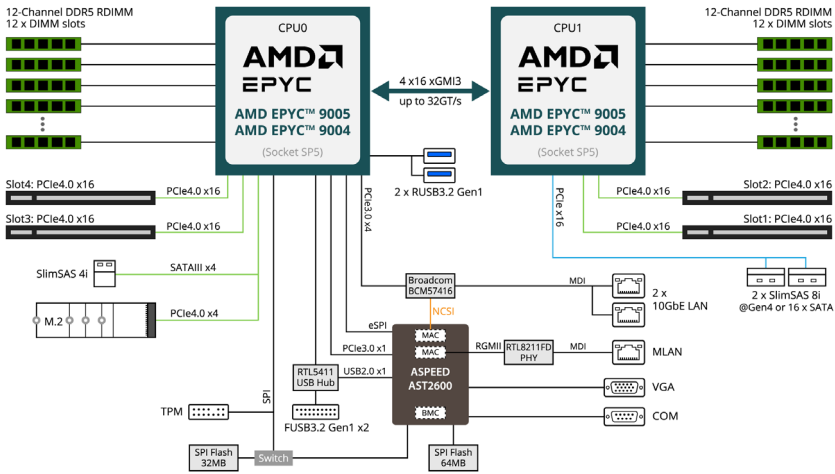 12-Channel DDR5 RDIMM
12 x DIMM slots
CPU0
AMD
EPYC
AMD EPYC™ 9005
AMD EPYC™ 9004
(Socket SP5)
4 x16 xGMI3
up to 32GT/s
CPU1
AMD
EPYC
AMD EPYC™ 9005
AMD EPYC™ 9004
(Socket SP5)
12-Channel DDR5 RDIMM
12 x DIMM slots
2 x RUSB3.2 Gen1
Slot4: PCIe4.0 x16
PCIe4.0 x16
Slot3: PCIe4.0 x16
PCIe4.0 x16
PCIe3.0 x4
PCIe x16
PCIe4.0 x16
Slot2: PCIe4.0 x16
PCIe4.0 x16
Slot1: PCIe4.0 x16
SlimSAS 4i
SATAIII x4
M.2
PCIe4.0 x4
Broadcom
BCM57416
MDI
2 x
10GbE LAN
2 x SlimSAS 8i
@Gen4 or 16 x SATA
NCSI
eSPI
MAC
PCIe3.0 x1
MAC
RGMII
RTL8211FD
PHY
MDI
MLAN
ASPEED
AST2600
RTL5411
USB Hub
USB2.0 x1
VGA
SPI
TPM
FUSB3.2 Gen1 x2
BMC
COM
SPI Flash
32MB
Switch
SPI Flash
64MB